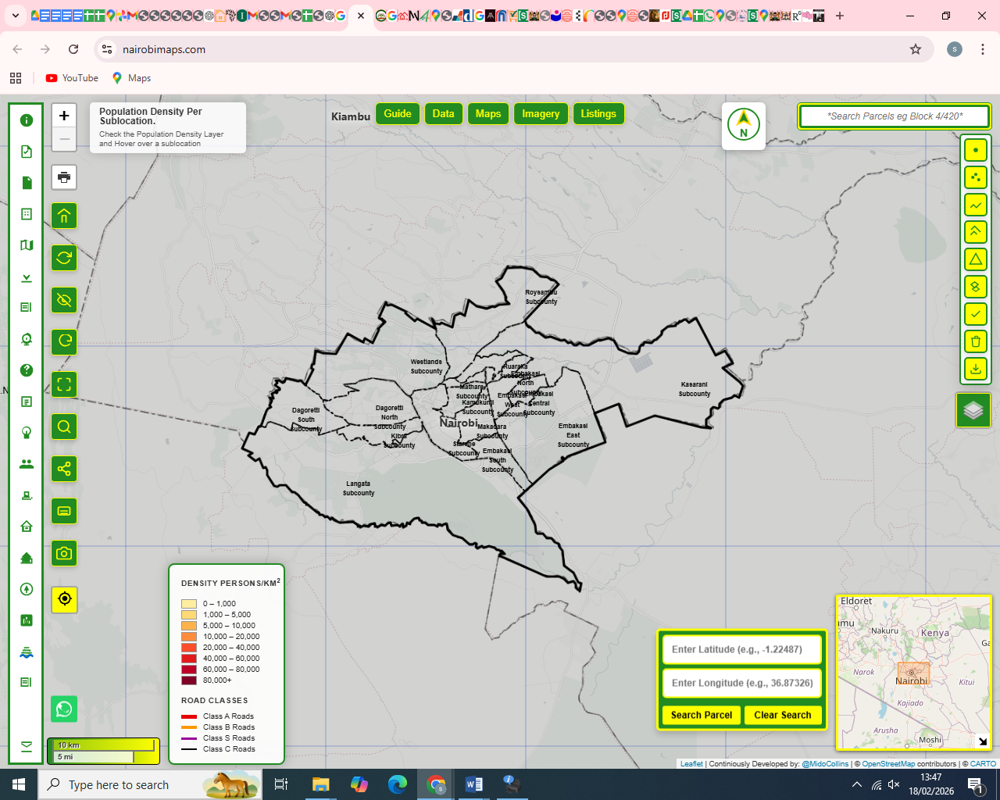 nairobimaps.com
YouTube
Maps
+
−
Population Density Per
Sublocation.
Check the Population Density Layer
and Hover over a sublocation
Kiambu
Guide
Data
Maps
Imagery
Listings
N
*Search Parcels eg Block 4/420*
Roysambu
Subcounty
Westlands
Subcounty
Ruaraka
Subcounty
Embakasi
North
Subcounty
Mathare
Subcounty
Kamukunji
Subcounty
Embakasi
West
Subcounty
Embakasi
Central
Subcounty
Kasarani
Subcounty
Dagoretti
South
Subcounty
Dagoretti
North
Subcounty
Nairobi
Makadara
Subcounty
Kibra
Subcounty
Starehe
Subcounty
Embakasi
East
Subcounty
Embakasi
South
Subcounty
Langata
Subcounty
DENSITY PERSONS/KM2
0 – 1,000
1,000 – 5,000
5,000 – 10,000
10,000 – 20,000
20,000 – 40,000
40,000 – 60,000
60,000 – 80,000
80,000+
ROAD CLASSES
Class A Roads
Class B Roads
Class S Roads
Class C Roads
10 km
5 mi
Enter Latitude (e.g., -1.22487)
Enter Longitude (e.g., 36.87326)
Search Parcel
Clear Search
Eldoret
Nakuru
Kenya
Narok
Nairobi
Kitui
Kajiado
Arusha
Moshi
Leaflet | Continiously Developed by: @MidoCollins | © OpenStreetMap contributors | © CARTO
Type here to search
13:47
18/02/2026